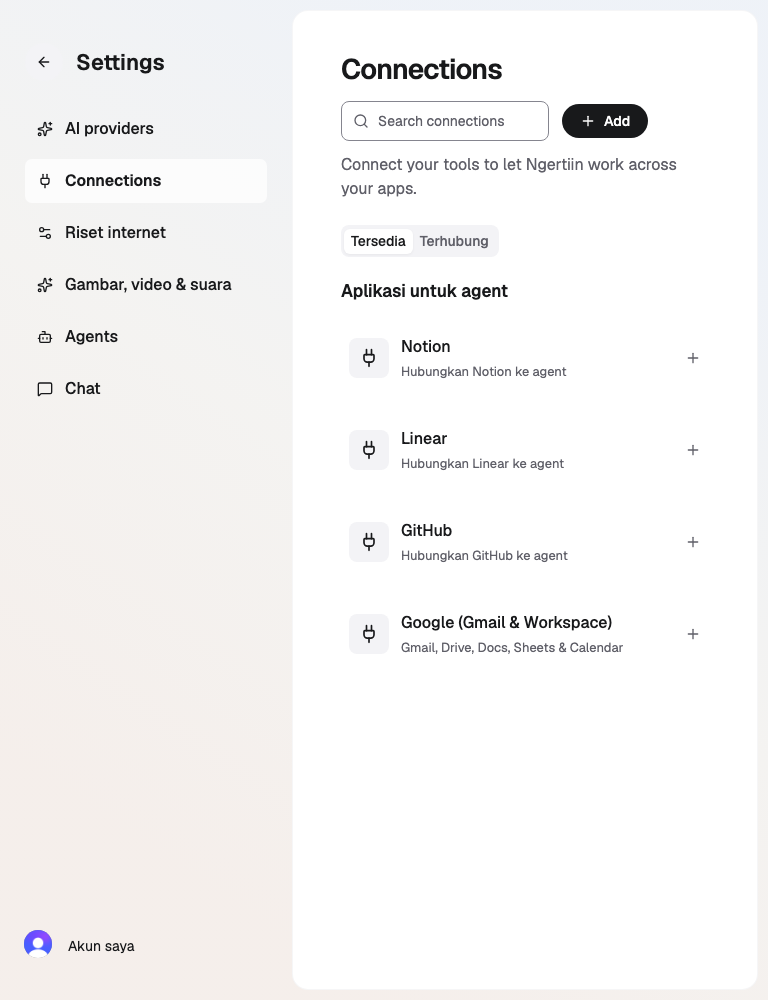 Settings
AI providers
Connections
Riset internet
Gambar, video & suara
Agents
Chat
Akun saya
Connections
Search connections
Add
Connect your tools to let Ngertiin work across
your apps.
Tersedia
Terhubung
Aplikasi untuk agent
Notion
Hubungkan Notion ke agent
Linear
Hubungkan Linear ke agent
GitHub
Hubungkan GitHub ke agent
Google (Gmail & Workspace)
Gmail, Drive, Docs, Sheets & Calendar